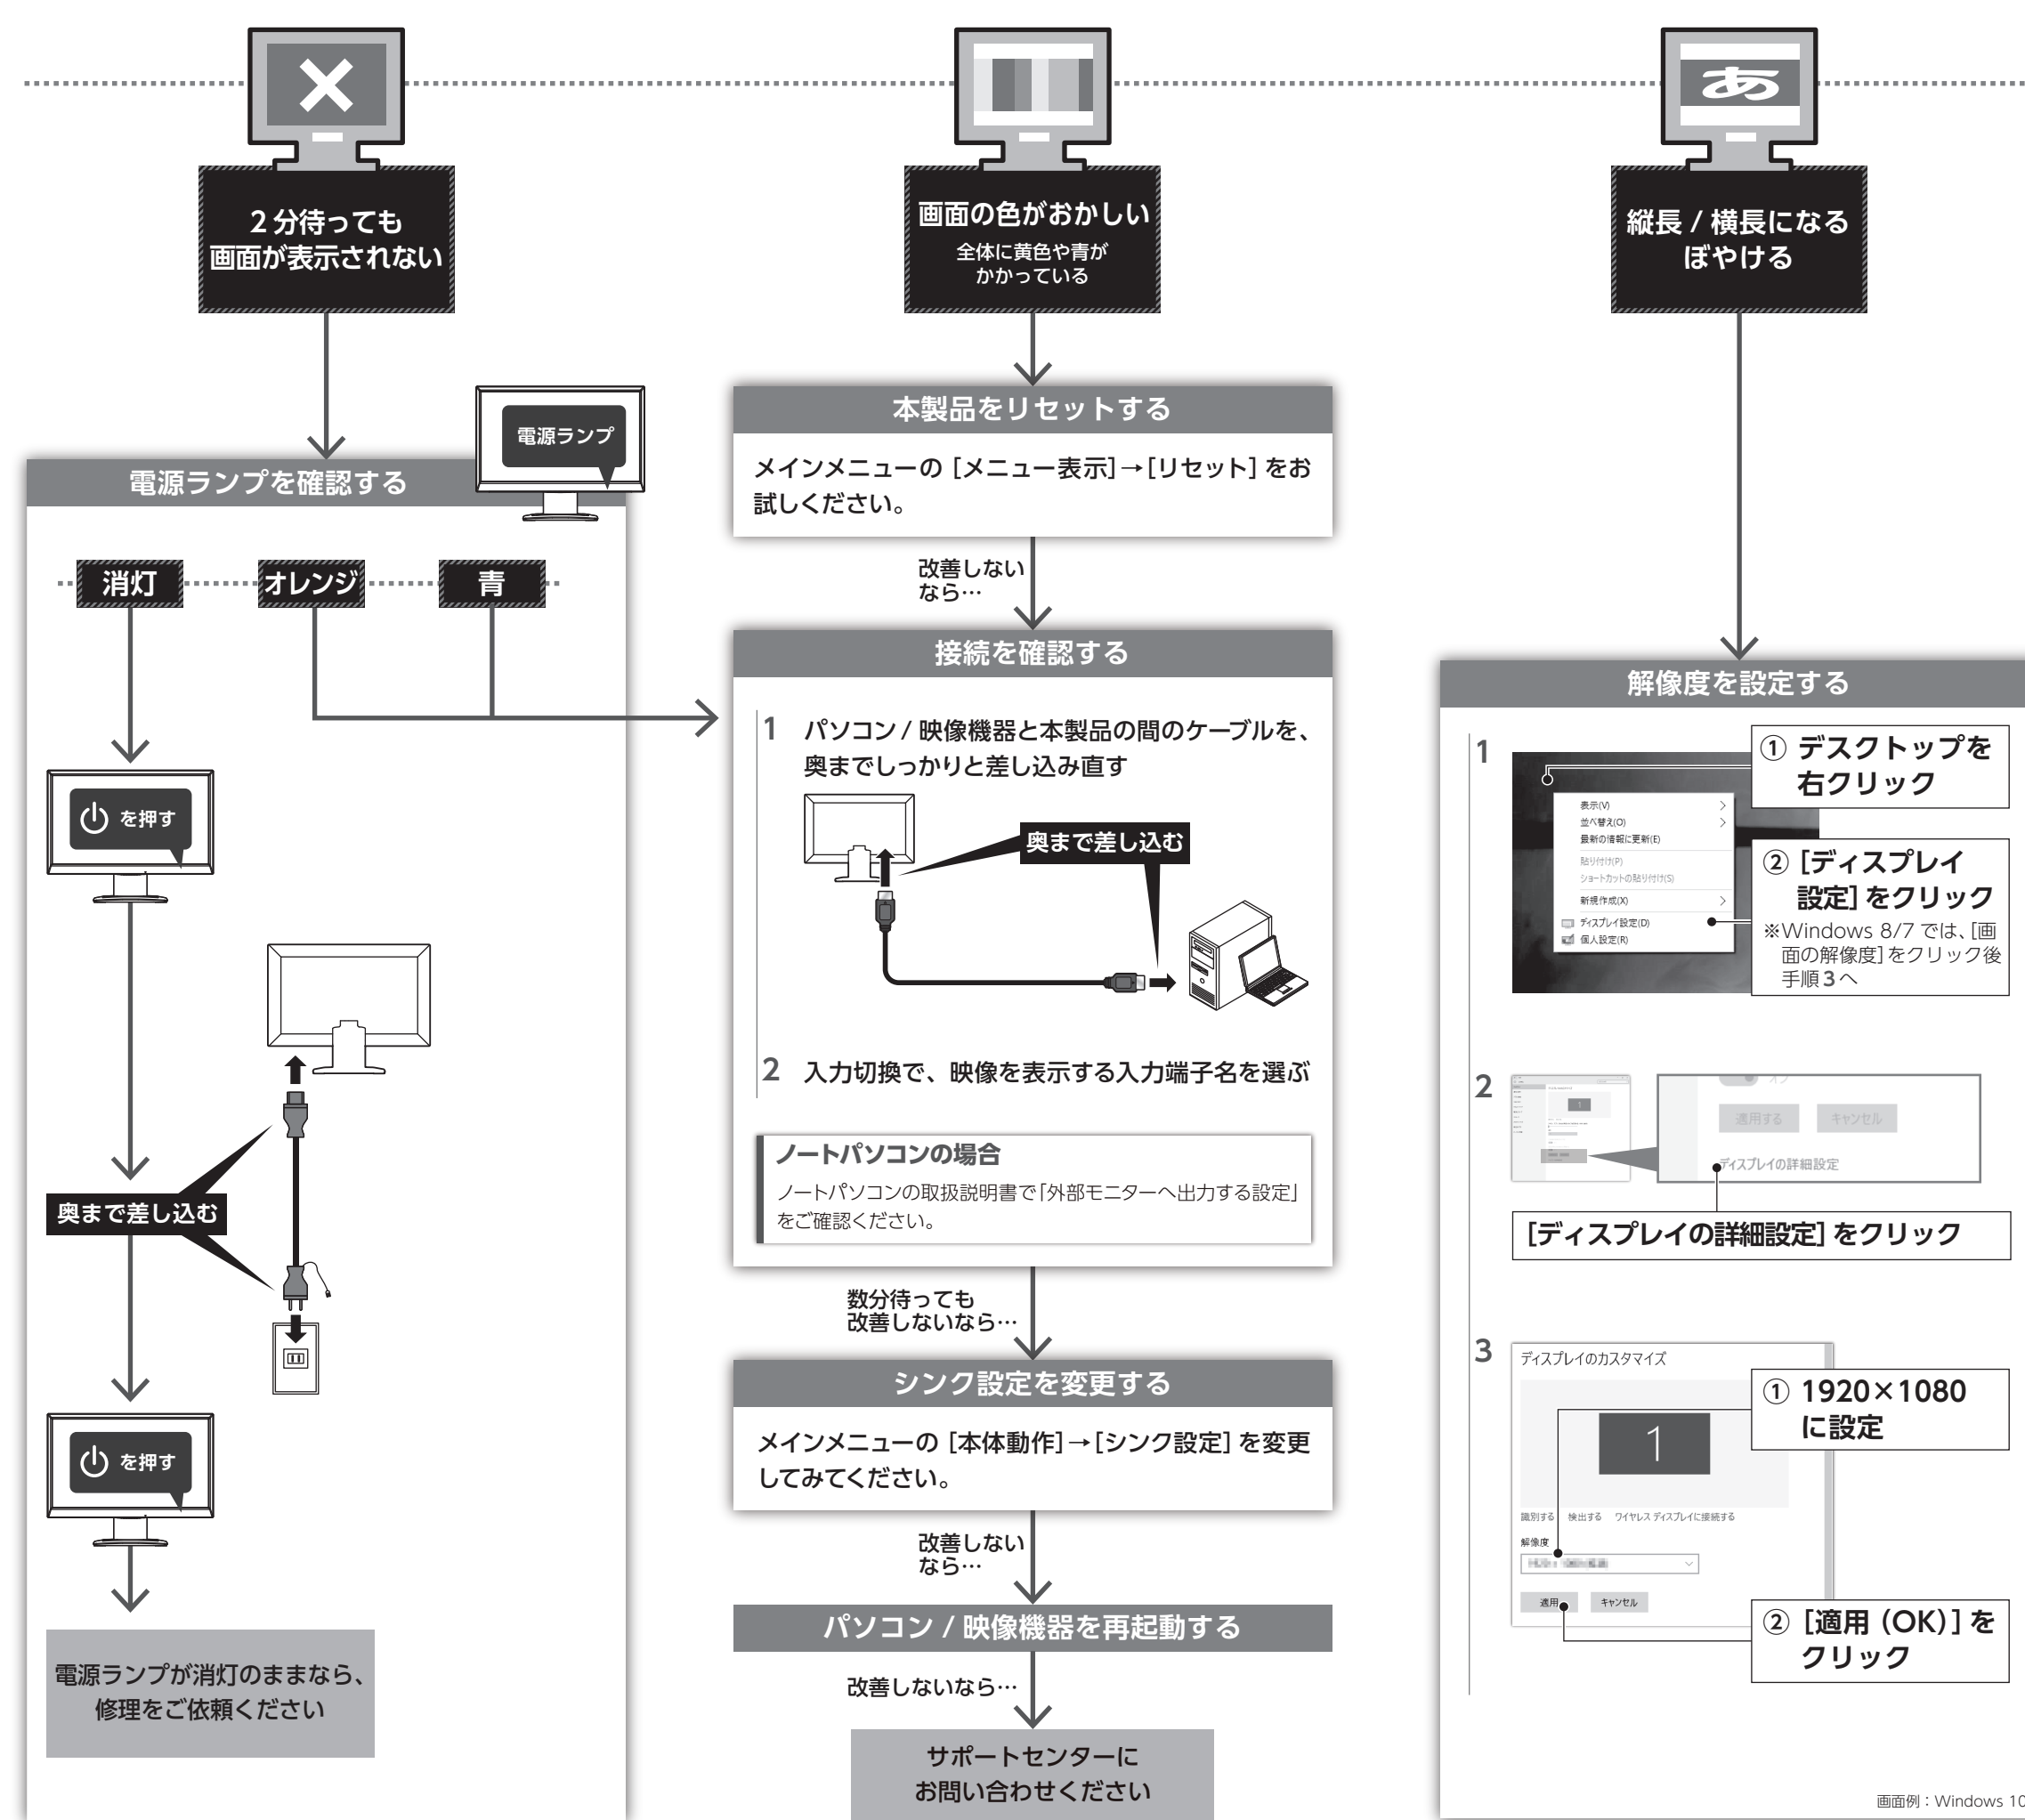 2分待っても
画面が表示されない
電源ランプ
電源ランプを確認する
消灯
オレンジ
青
を押す
奥まで差し込む
を押す
電源ランプが消灯のままなら、
修理をご依頼ください
画面の色がおかしい
全体に黄色や青が
かかっている
本製品をリセットする
メインメニューの［メニュー表示］→［リセット］をお
試しください。
改善しない
なら…
接続を確認する
1 パソコン / 映像機器と本製品の間のケーブルを、
奥までしっかりと差し込み直す
奥まで差し込む
2 入力切換で、映像を表示する入力端子名を選ぶ
ノートパソコンの場合
ノートパソコンの取扱説明書で「外部モニターへ出力する設定」
をご確認ください。
数分待っても
改善しないなら…
シンク設定を変更する
メインメニューの［本体動作］→［シンク設定］を変更
してみてください。
改善しない
なら…
パソコン / 映像機器を再起動する
改善しないなら…
サポートセンターに
お問い合わせください
あ
縦長 / 横長になる
ぼやける
解像度を設定する
1
① デスクトップを
右クリック
表示(V)
並べ替え(O)
最新の情報に更新(E)
貼り付け(P)
ショートカットの貼り付け(S)
新規作成(X)
ディスプレイ設定(D)
個人設定(R)
② ［ディスプレイ
設定］をクリック
※Windows 8/7 では、［画
面の解像度］をクリック後
手順 3 へ
2
1
オフ
適用する キャンセル
ディスプレイの詳細設定
［ディスプレイの詳細設定］をクリック
3
ディスプレイのカスタマイズ
1
① 1920×1080
に設定
識別する 検出する ワイヤレス ディスプレイに接続する
解像度
適用 キャンセル
② ［適用（OK）］を
クリック
画面例：Windows 10